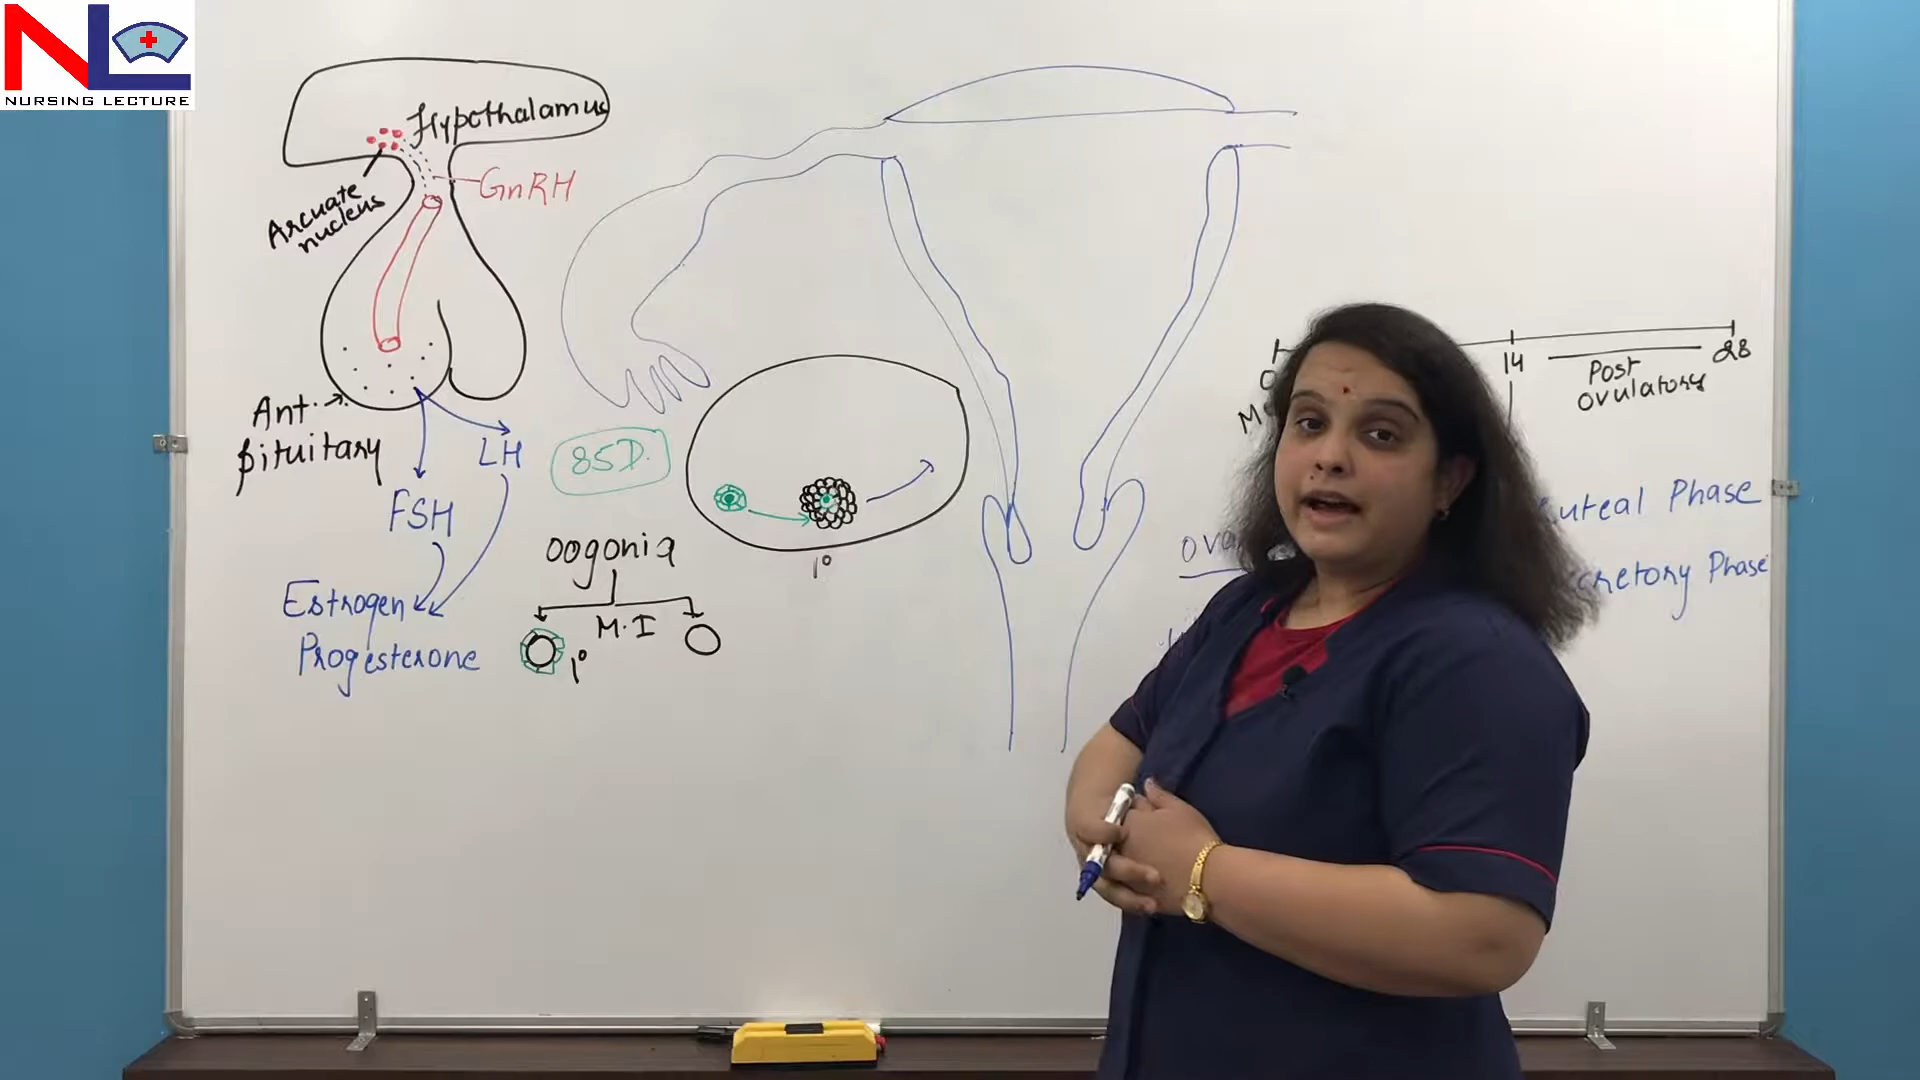 NL
NURSING LECTURE
Hypothalamus
Arcuate
nucleus
GnRH
Ant.
pituitary
LH
FSH
Estrogen
Progesterone
85D.
oogonia
M.I
1°
1°
14
28
Post
ovulatory
Phase
Phase